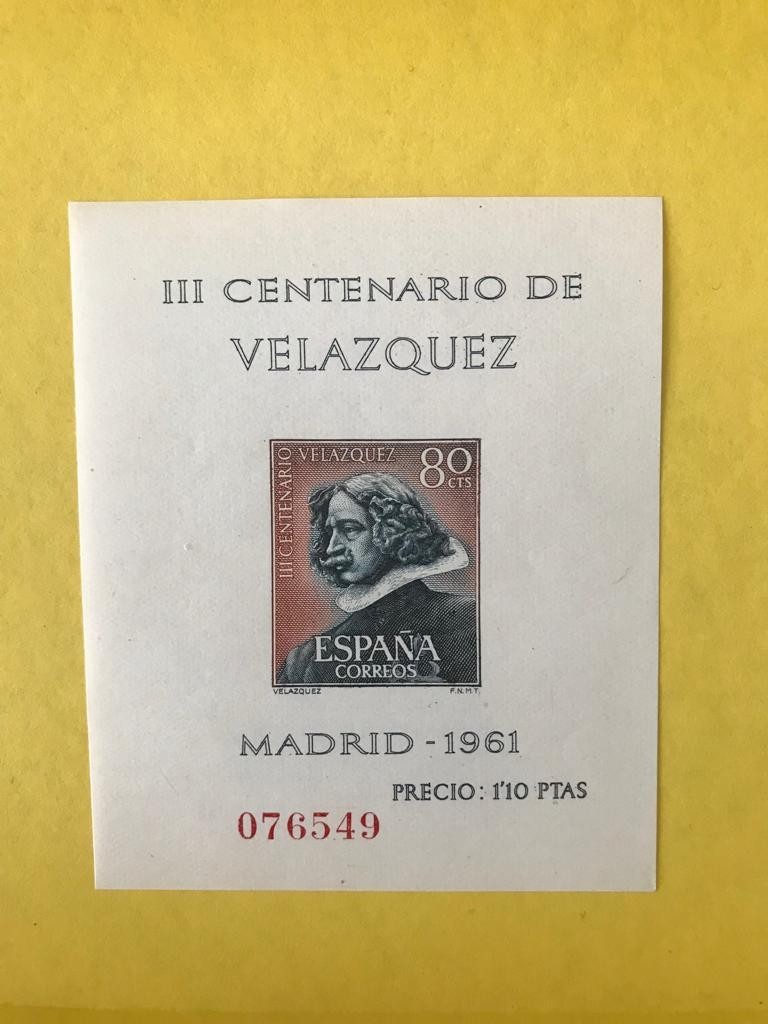 III CENTENARIO DE
VELAZQUEZ
III CENTENARIO VELAZQUEZ
80
CTS
ESPAÑA
CORREOS
VELAZQUEZ F.N.M.T.
MADRID - 1961
PRECIO: 1'10 PTAS
076549